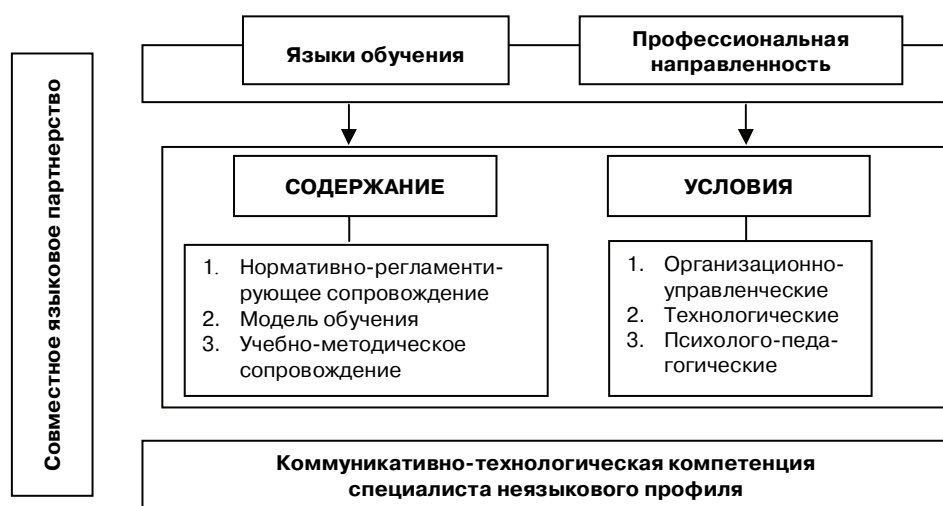 Совместное языковое партнерство
Языки обучения
Профессиональная
направленность
СОДЕРЖАНИЕ
1. Нормативно-регламенти-
рующее сопровождение
2. Модель обучения
3. Учебно-методическое
сопровождение
УСЛОВИЯ
1. Организационно-
управленческие
2. Технологические
3. Психолого-педа-
гогические
Коммуникативно-технологическая компетенция
специалиста неязыкового профиля